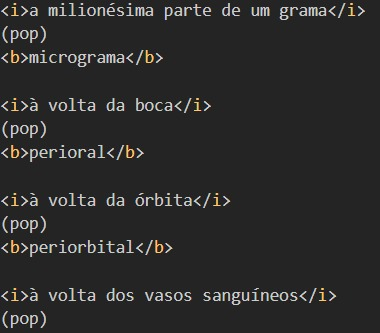 <i>a milionésima parte de um grama</i>
(pop)
<b>micrograma</b>

<i>à volta da boca</i>
(pop)
<b>perioral</b>

<i>à volta da órbita</i>
(pop)
<b>periorbital</b>

<i>à volta dos vasos sanguíneos</i>
(pop)